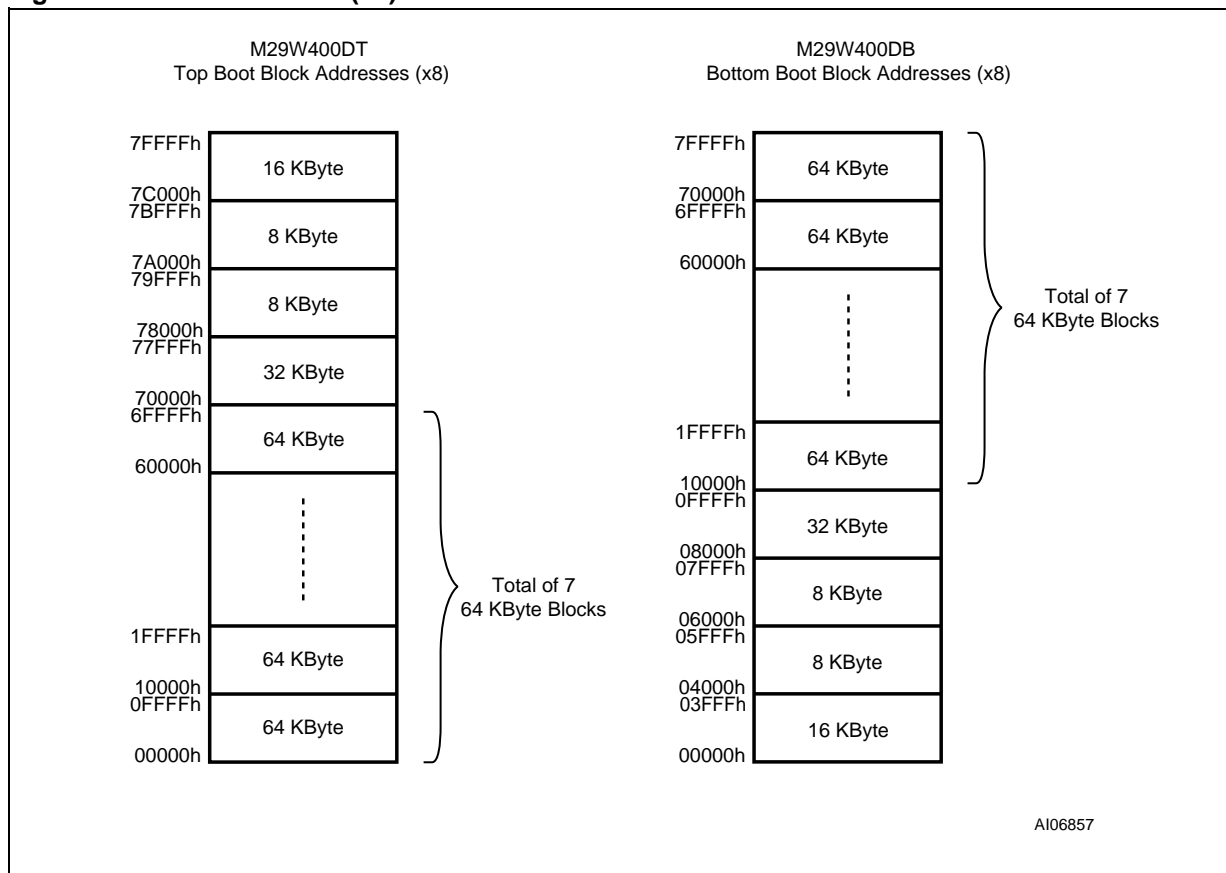 M29W400DT
Top Boot Block Addresses (x8)
7FFFFh
16 KByte
7C000h
7BFFFh
8 KByte
7A000h
79FFFh
8 KByte
78000h
77FFFh
32 KByte
70000h
6FFFFh
64 KByte
60000h
Total of 7
64 KByte Blocks
1FFFFh
64 KByte
10000h
0FFFFh
64 KByte
00000h
M29W400DB
Bottom Boot Block Addresses (x8)
7FFFFh
64 KByte
70000h
6FFFFh
64 KByte
60000h
Total of 7
64 KByte Blocks
1FFFFh
64 KByte
10000h
0FFFFh
32 KByte
08000h
07FFFh
8 KByte
06000h
05FFFh
8 KByte
04000h
03FFFh
16 KByte
00000h
AI06857